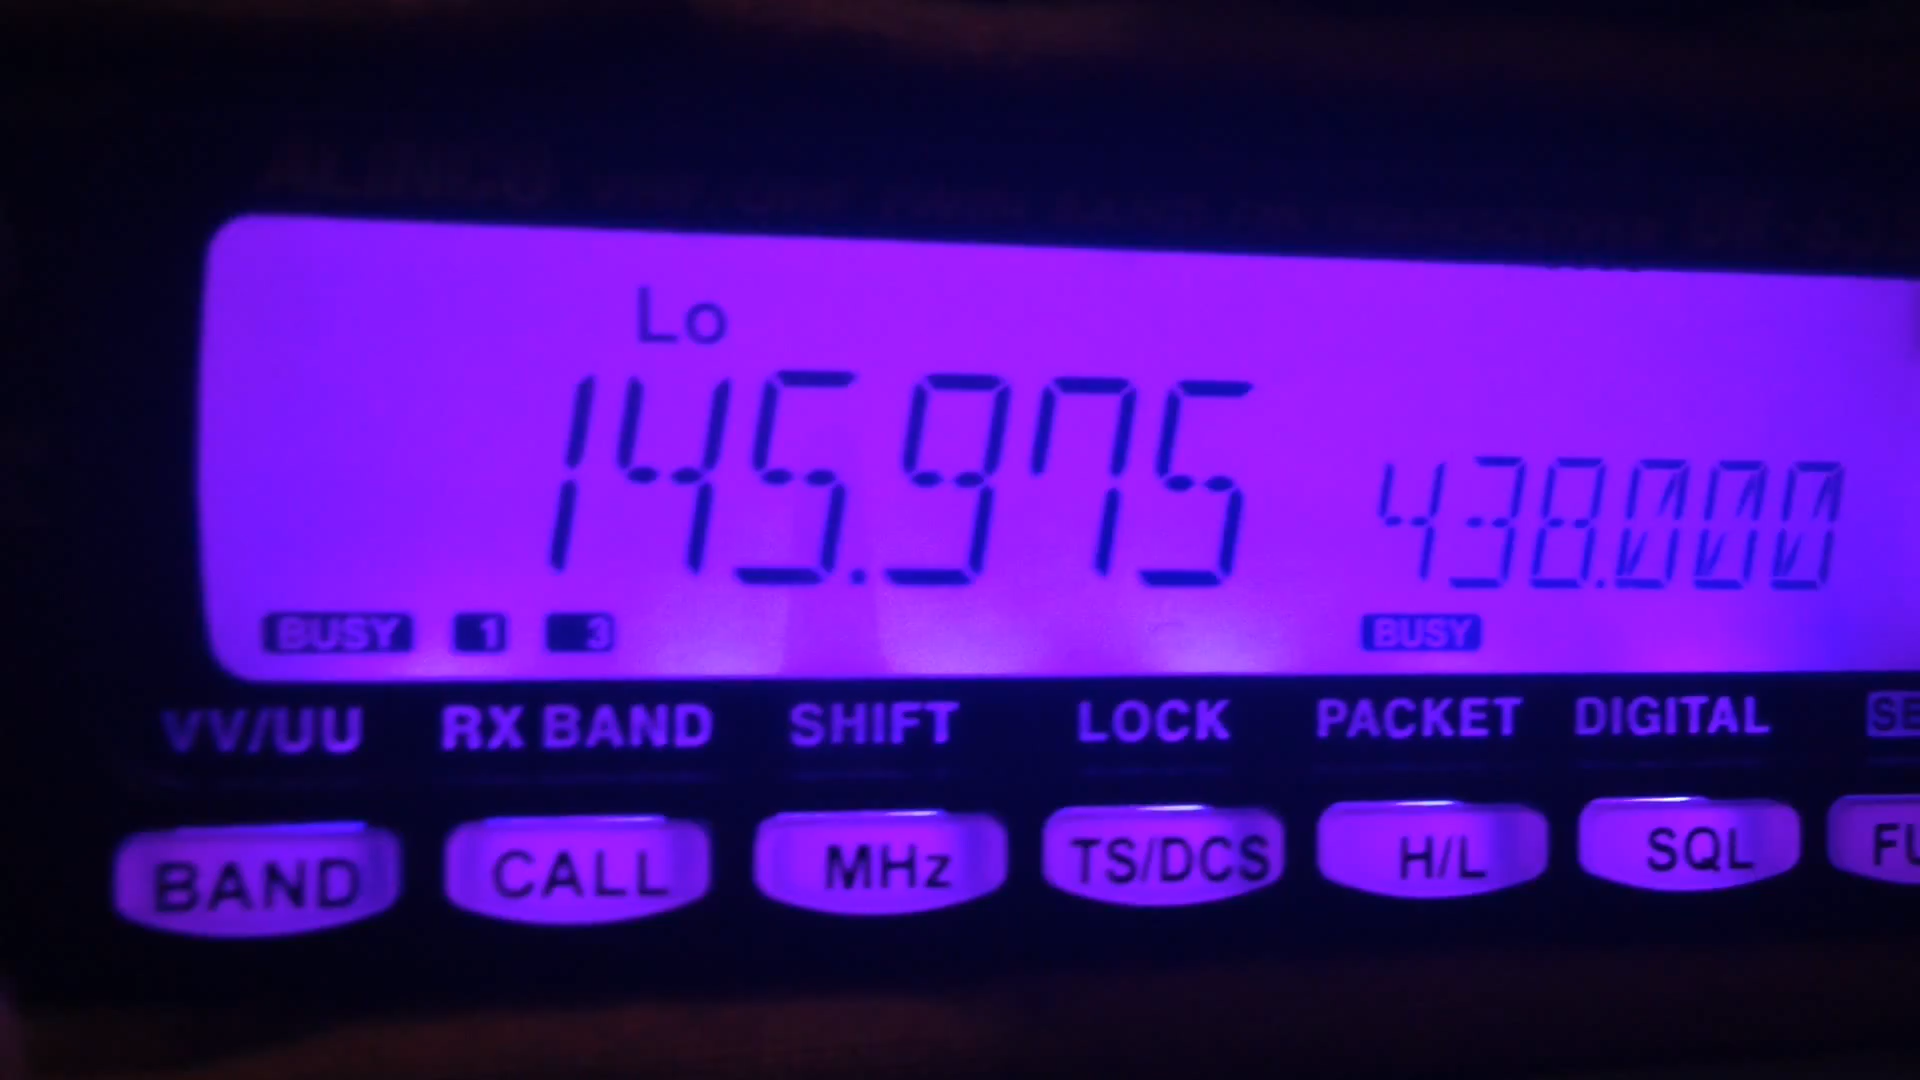 ALINCO
Lo
145.975 438.000
BUSY 1 3 BUSY
VV/UU RX BAND SHIFT LOCK PACKET DIGITAL SE
BAND CALL MHz TS/DCS H/L SQL FU